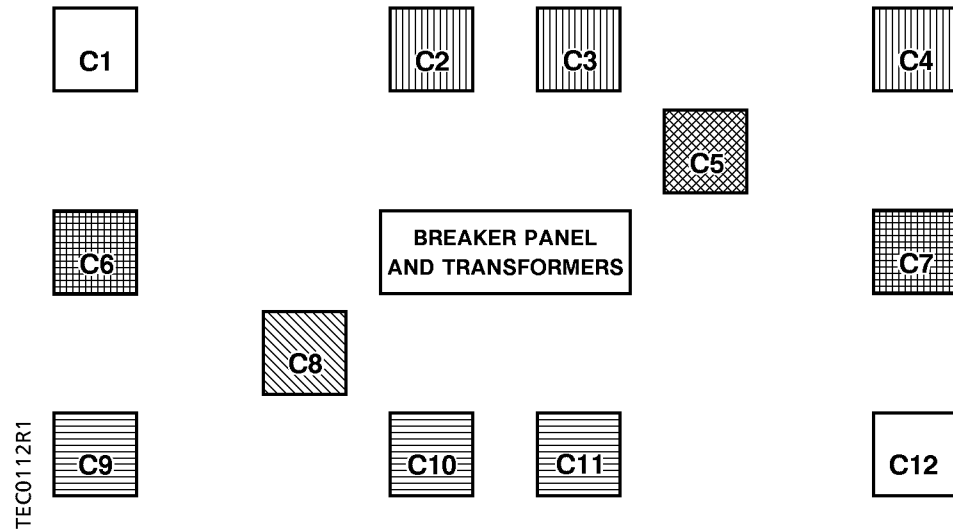 C1
C2
C3
C4
C5
C6
BREAKER PANEL
AND TRANSFORMERS
C7
C8
C9
C10
C11
C12
TEC0112R1